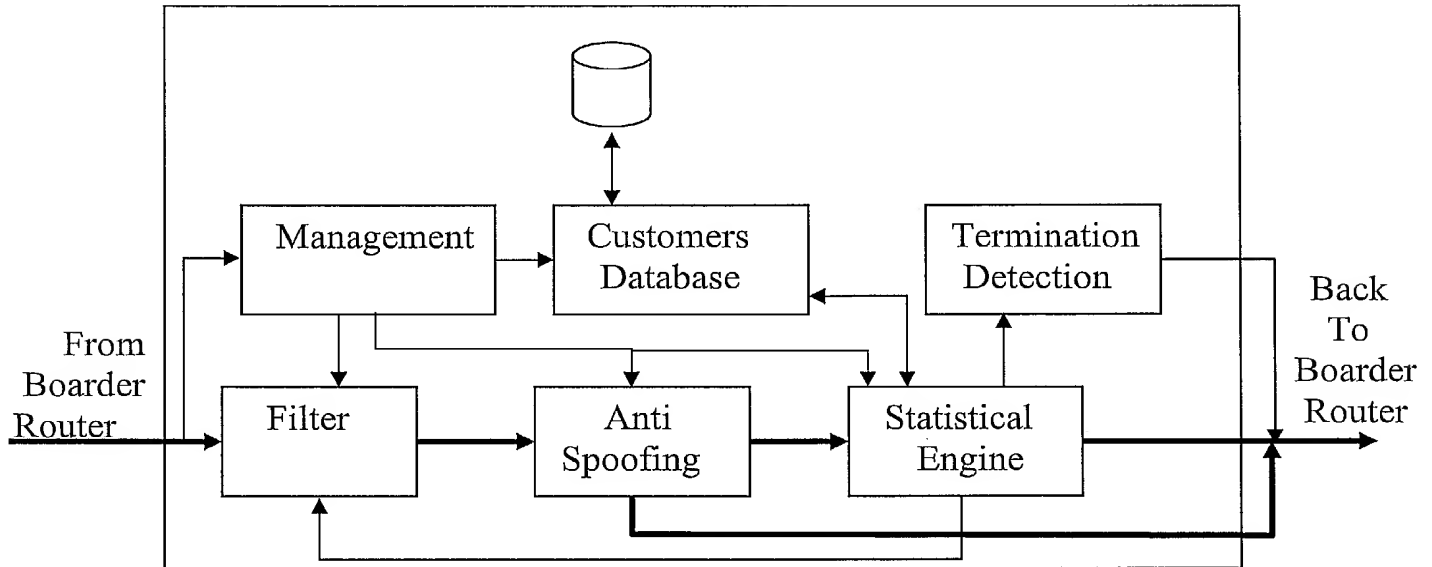 Management
Customers
Database
Termination
Detection
From
Boarder
Router
Back
To
Boarder
Router
Filter
Anti
Spoofing
Statistical
Engine